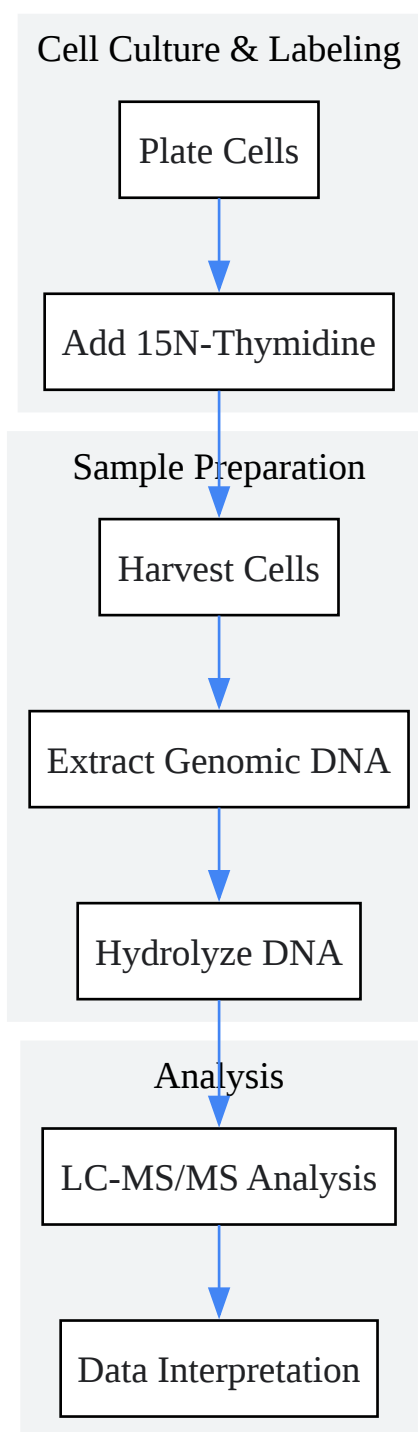 Cell Culture & Labeling
Plate Cells
Add 15N-Thymidine
Sample Preparation
Harvest Cells
Extract Genomic DNA
Hydrolyze DNA
Analysis
LC-MS/MS Analysis
Data Interpretation